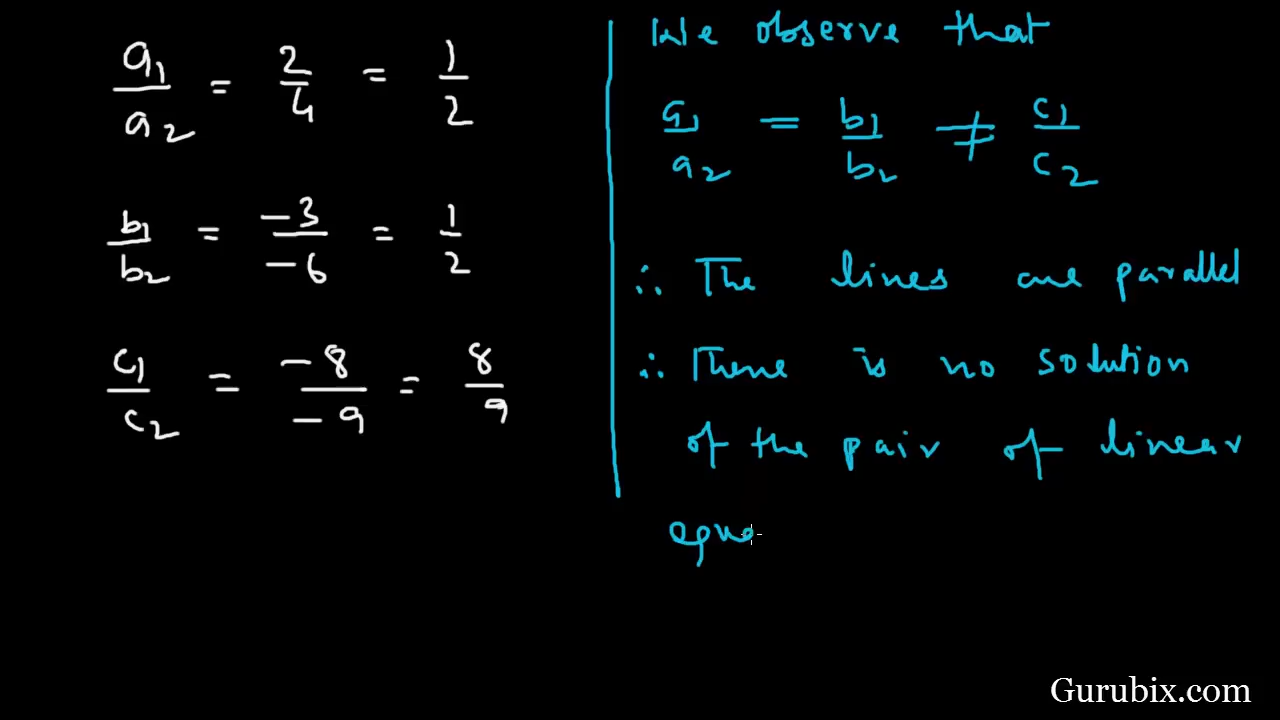 a1/a2 = 2/4 = 1/2
b1/b2 = -3/-6 = 1/2
c1/c2 = -8/-9 = 8/9
We observe that
a1/a2 = b1/b2 ≠ c1/c2
∴ The lines are parallel
∴ There is no solution
of the pair of linear
equa
Gurubix.com